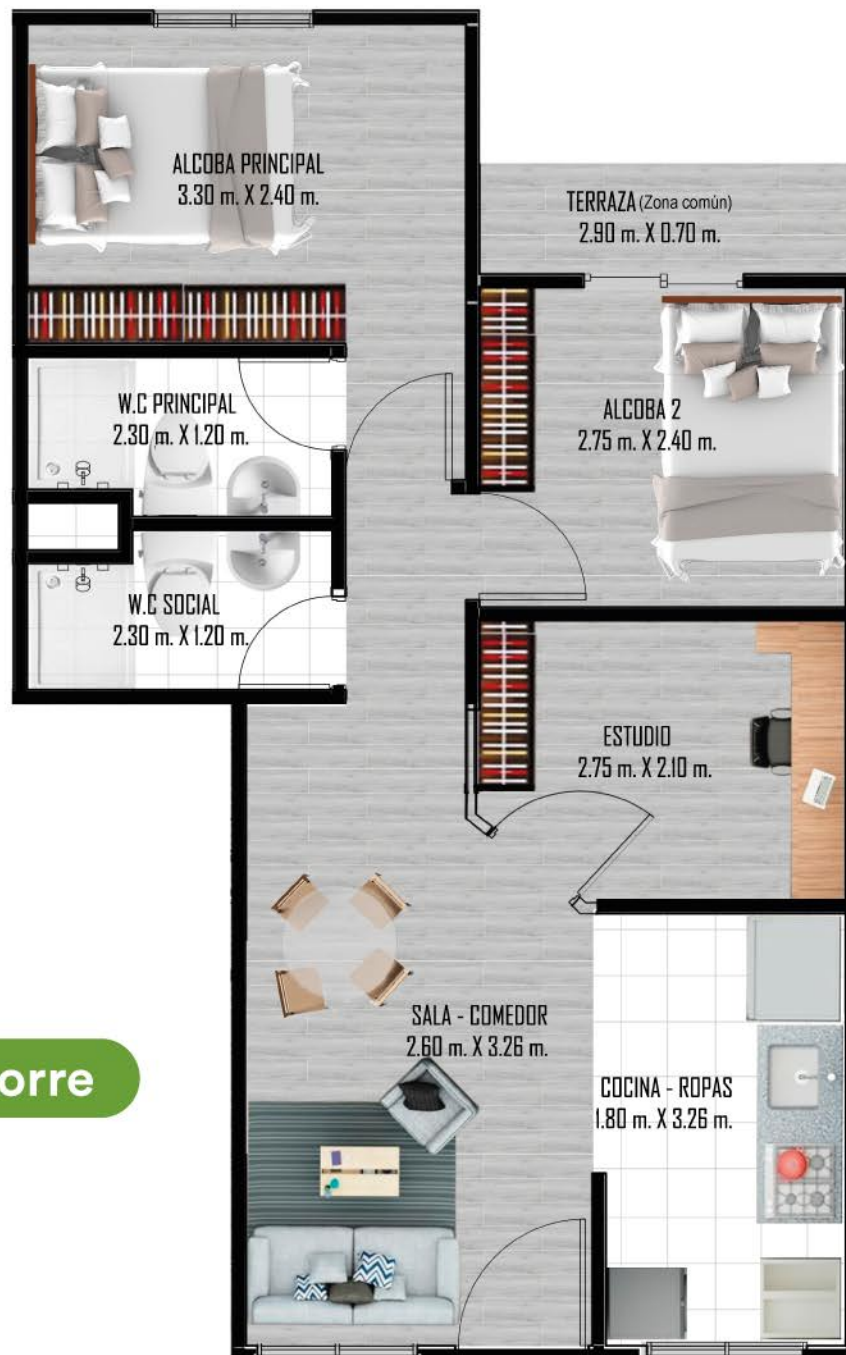 ALCOBA PRINCIPAL
3.30 m. X 2.40 m.
TERRAZA (Zona común)
2.90 m. X 0.70 m.
W.C PRINCIPAL
2.30 m. X 1.20 m.
ALCOBA 2
2.75 m. X 2.40 m.
W.C SOCIAL
2.30 m. X 1.20 m.
ESTUDIO
2.75 m. X 2.10 m.
SALA - COMEDOR
2.60 m. X 3.26 m.
orre
COCINA - ROPAS
1.80 m. X 3.26 m.